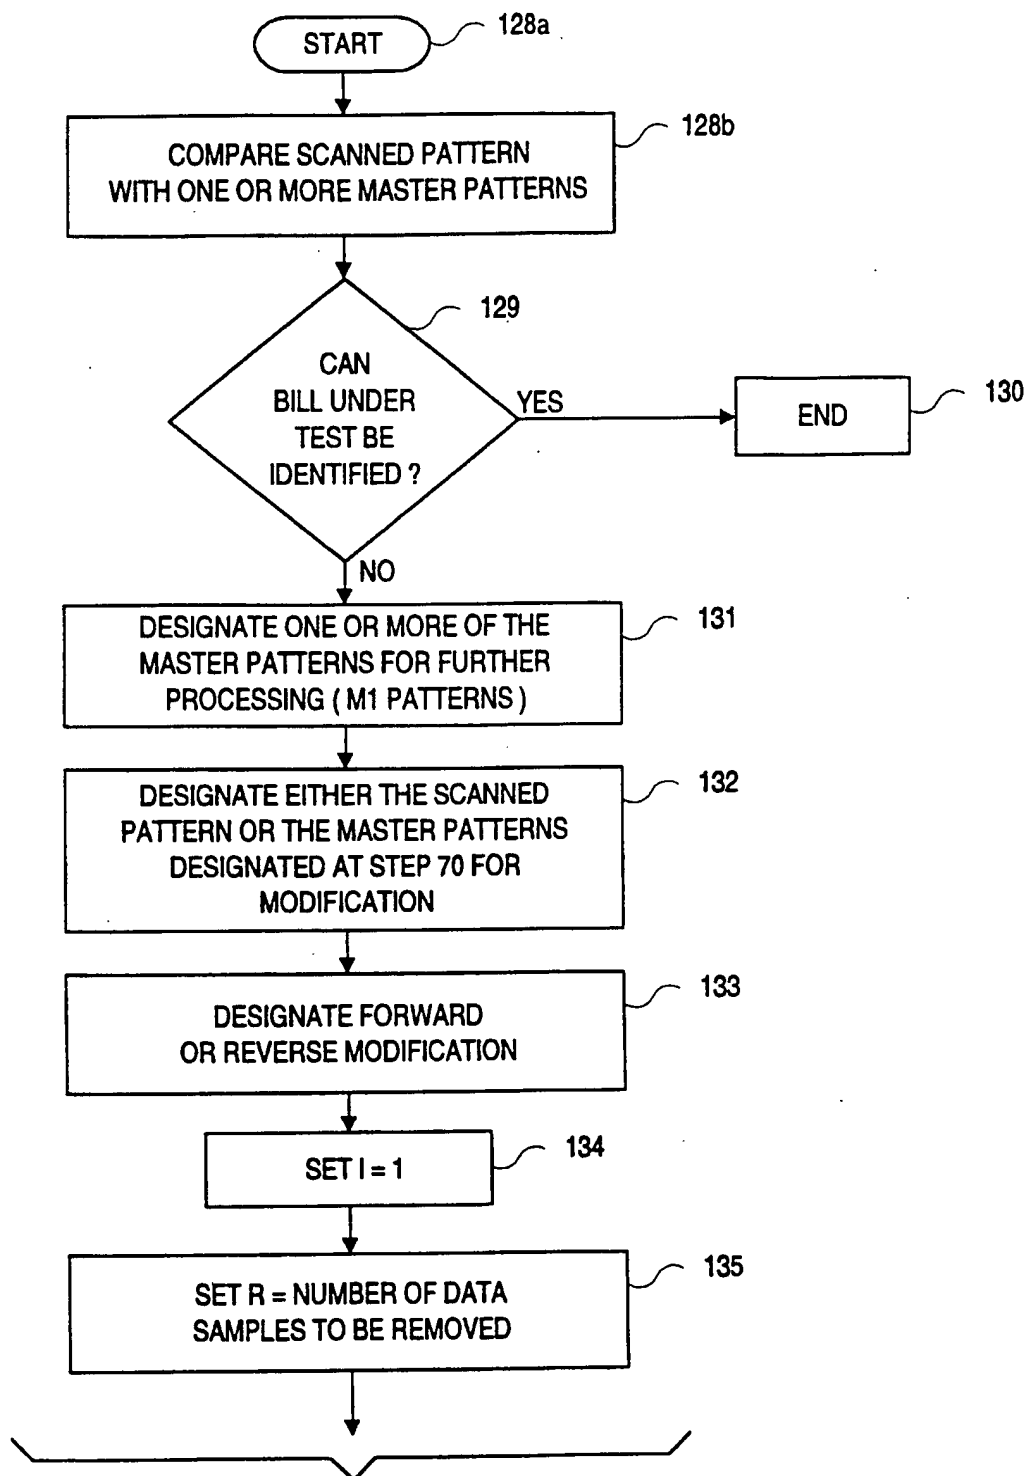 START
128a
COMPARE SCANNED PATTERN
WITH ONE OR MORE MASTER PATTERNS
128b
129
CAN
BILL UNDER
TEST BE
IDENTIFIED ?
YES
END
130
NO
DESIGNATE ONE OR MORE OF THE
MASTER PATTERNS FOR FURTHER
PROCESSING ( M1 PATTERNS )
131
DESIGNATE EITHER THE SCANNED
PATTERN OR THE MASTER PATTERNS
DESIGNATED AT STEP 70 FOR
MODIFICATION
132
DESIGNATE FORWARD
OR REVERSE MODIFICATION
133
SET I = 1
134
SET R = NUMBER OF DATA
SAMPLES TO BE REMOVED
135